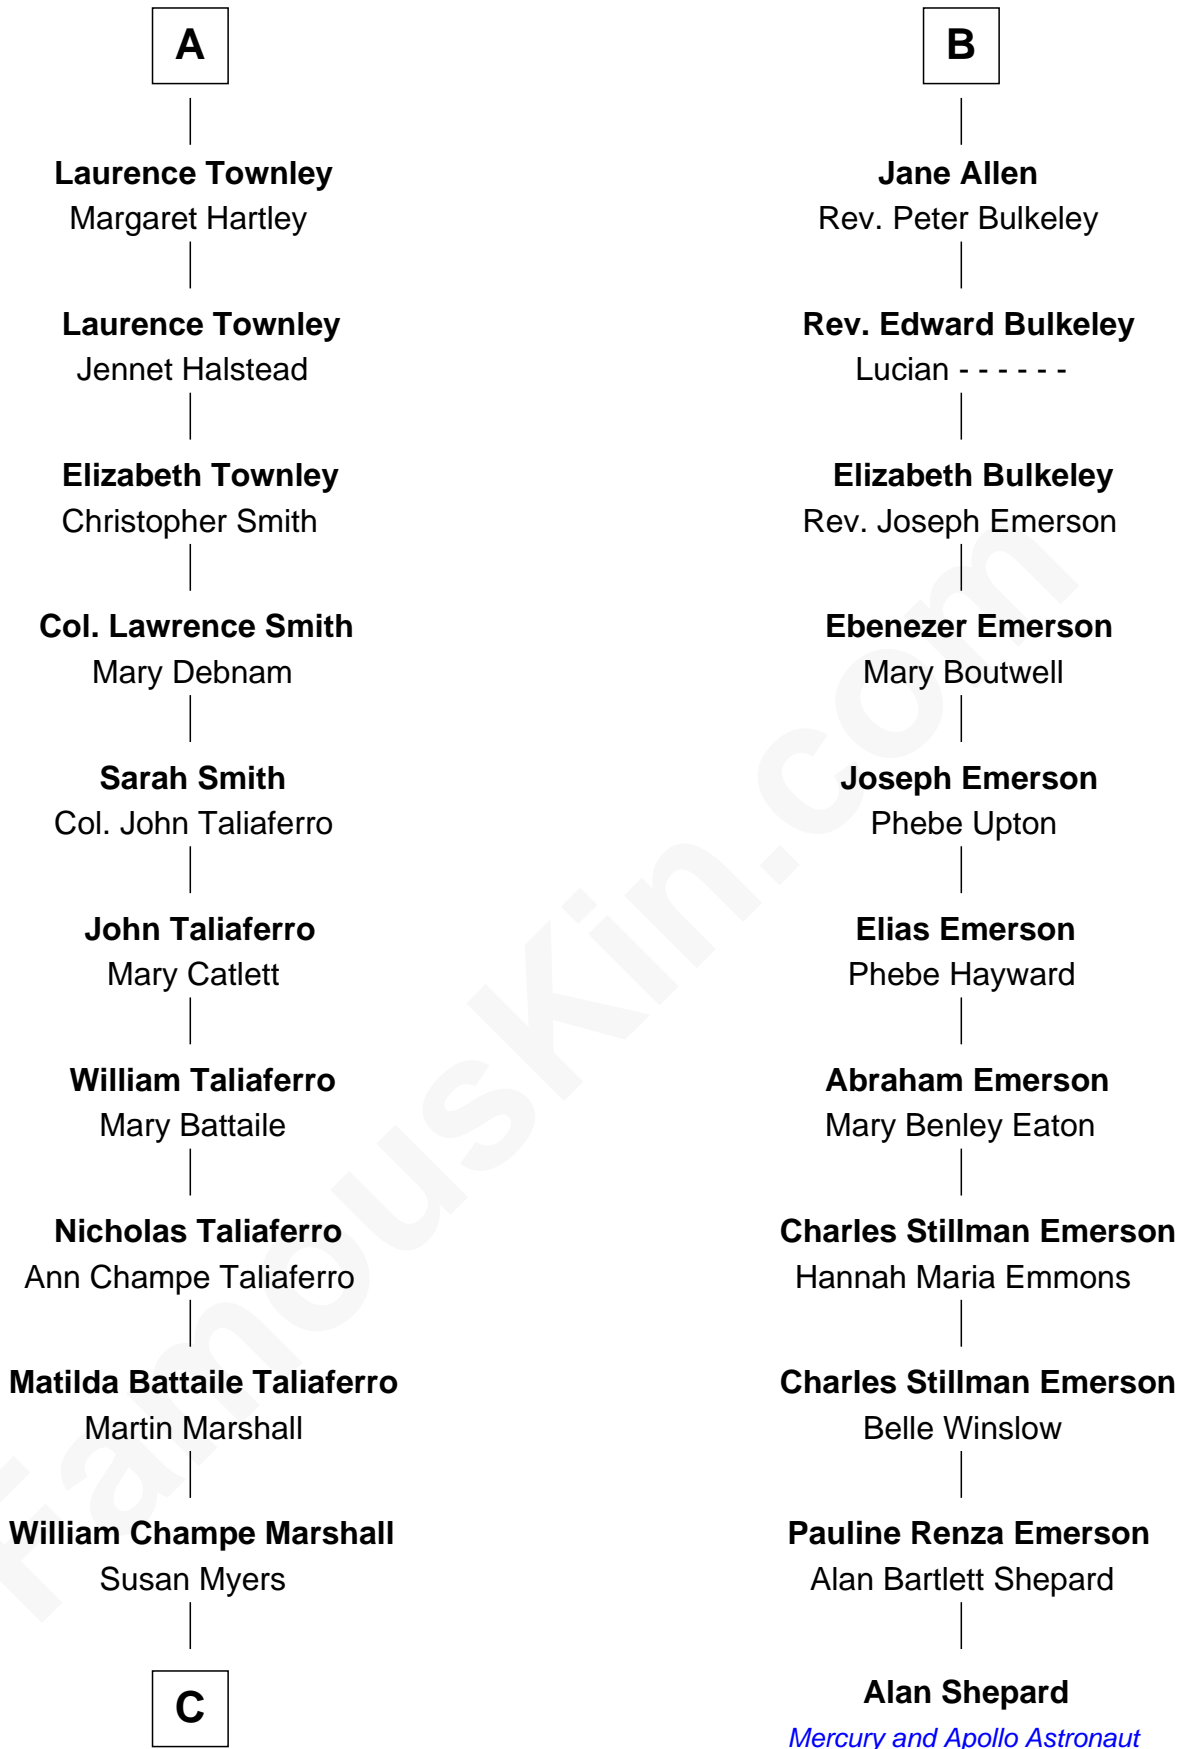 A
Laurence Townley
Margaret Hartley
Laurence Townley
Jennet Halstead
Elizabeth Townley
Christopher Smith
Col. Lawrence Smith
Mary Debnam
Sarah Smith
Col. John Taliaferro
John Taliaferro
Mary Catlett
William Taliaferro
Mary Battaile
Nicholas Taliaferro
Ann Champe Taliaferro
Matilda Battaile Taliaferro
Martin Marshall
William Champe Marshall
Susan Myers
C
B
Jane Allen
Rev. Peter Bulkeley
Rev. Edward Bulkeley
Lucian - - - - - -
Elizabeth Bulkeley
Rev. Joseph Emerson
Ebenezer Emerson
Mary Boutwell
Joseph Emerson
Phebe Upton
Elias Emerson
Phebe Hayward
Abraham Emerson
Mary Benley Eaton
Charles Stillman Emerson
Hannah Maria Emmons
Charles Stillman Emerson
Belle Winslow
Pauline Renza Emerson
Alan Bartlett Shepard
Alan Shepard
Mercury and Apollo Astronaut
FamousKin.com